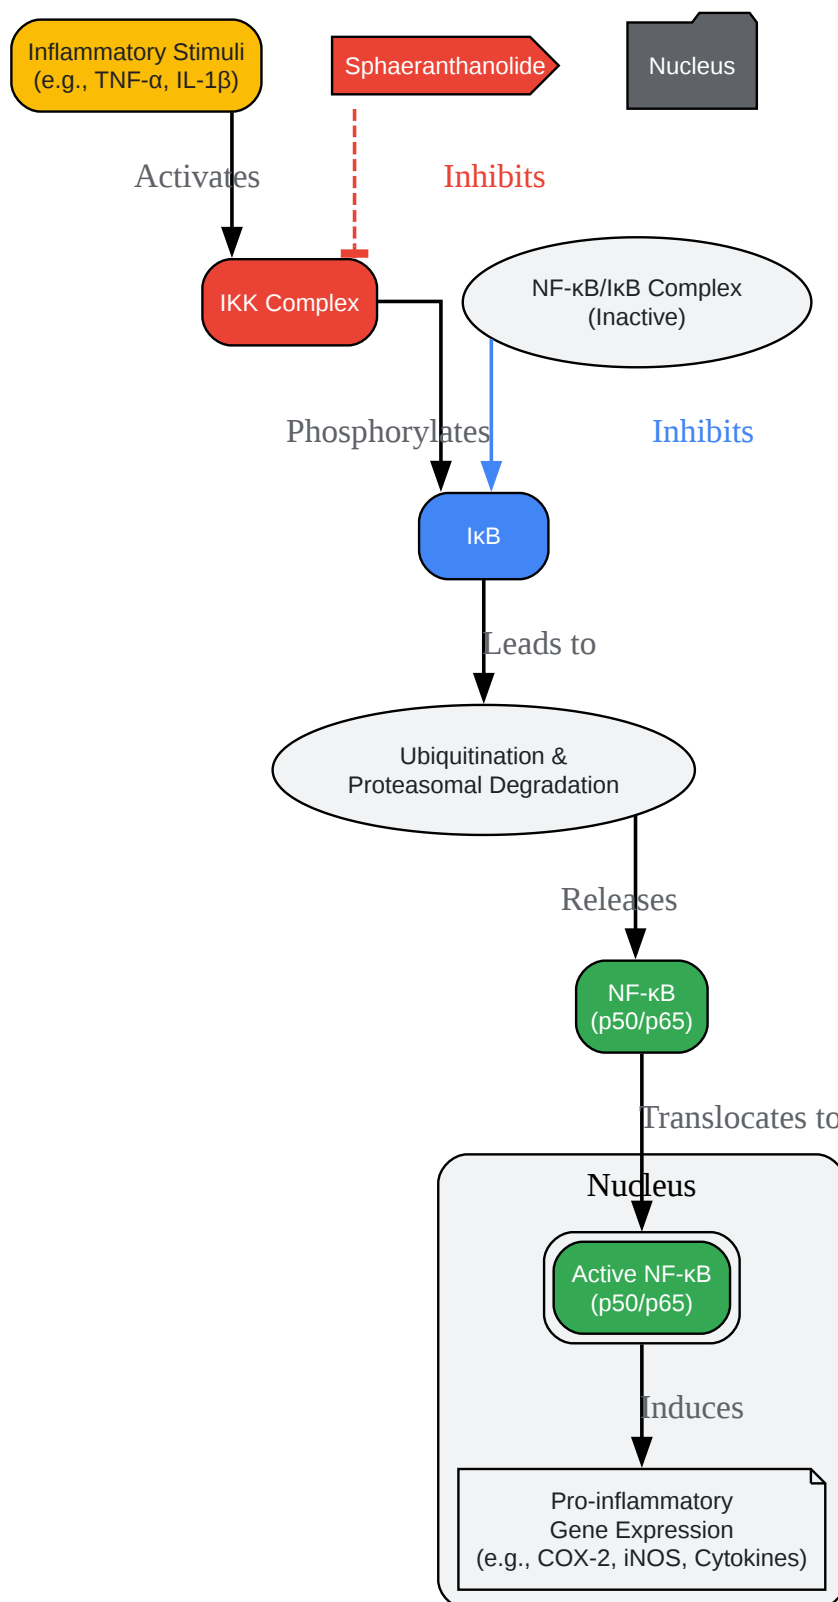 Inflammatory Stimuli
(e.g., TNF-α, IL-1β)
Sphaeranthanolide
Nucleus
Activates
Inhibits
IKK Complex
NF-κB/IκB Complex
(Inactive)
Phosphorylates
Inhibits
IκB
Leads to
Ubiquitination &
Proteasomal Degradation
Releases
NF-κB
(p50/p65)
Translocates to
Nucleus
Active NF-κB
(p50/p65)
Induces
Pro-inflammatory
Gene Expression
(e.g., COX-2, iNOS, Cytokines)